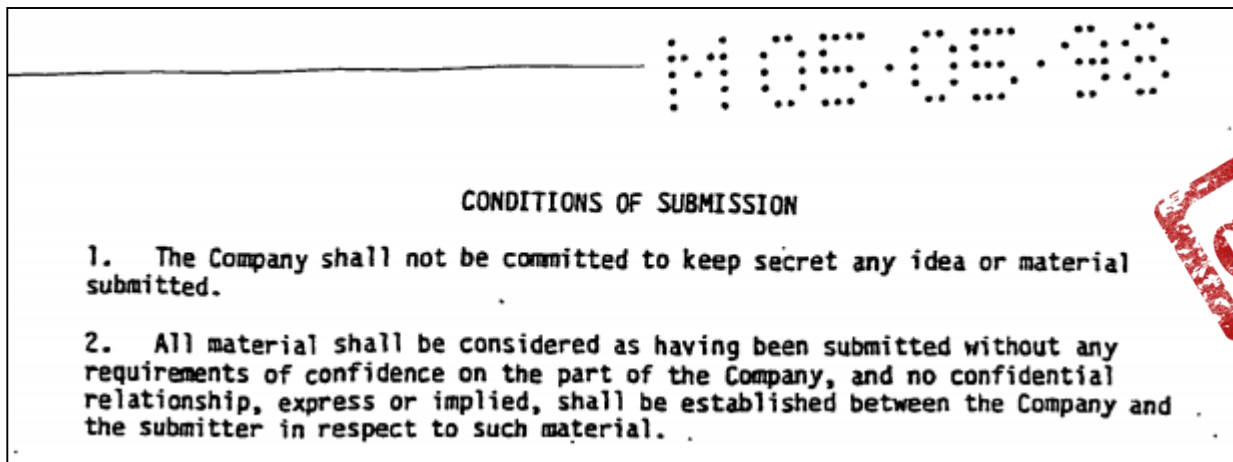 M 05·05·98
CONDITIONS OF SUBMISSION
1. The Company shall not be committed to keep secret any idea or material
submitted.
2. All material shall be considered as having been submitted without any
requirements of confidence on the part of the Company, and no confidential
relationship, express or implied, shall be established between the Company and
the submitter in respect to such material.